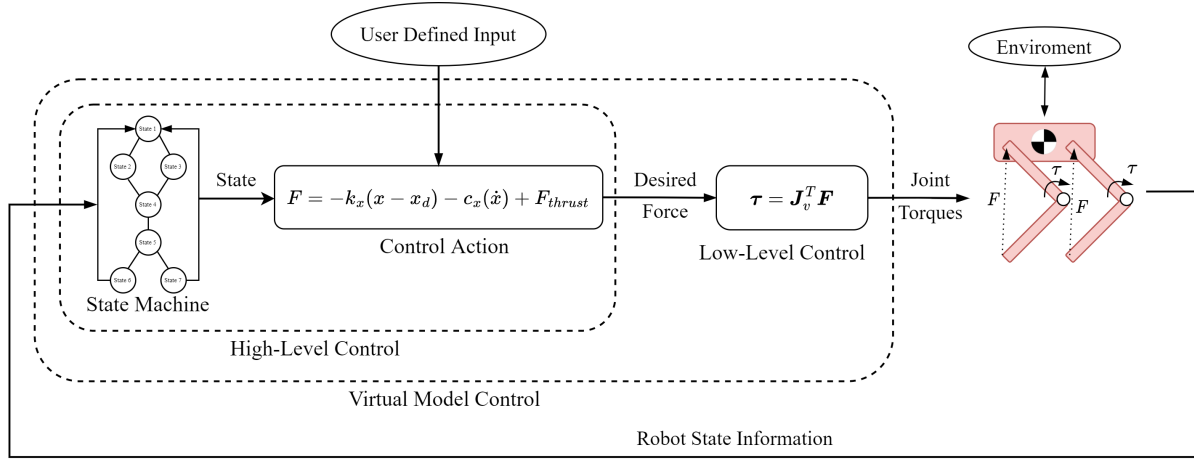 User Defined Input
Enviroment
State 1
State 2
State 3
State 4
State 5
State 6
State 7
State Machine
State
F = −kₓ(x − x_d) − cₓ(ẋ) + F_thrust
Control Action
High-Level Control
Desired
Force
τ = J_v^T F
Low-Level Control
Virtual Model Control
Joint
Torques
F
τ
F
τ
Robot State Information